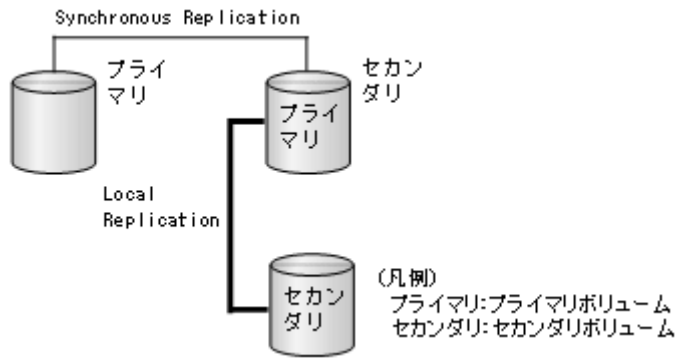 Synchronous Replication
プライ
マリ
セカン
ダリ
プライ
マリ
Local
Replication
セカン
ダリ
(凡例)
プライマリ:プライマリボリューム
セカンダリ:セカンダリボリューム